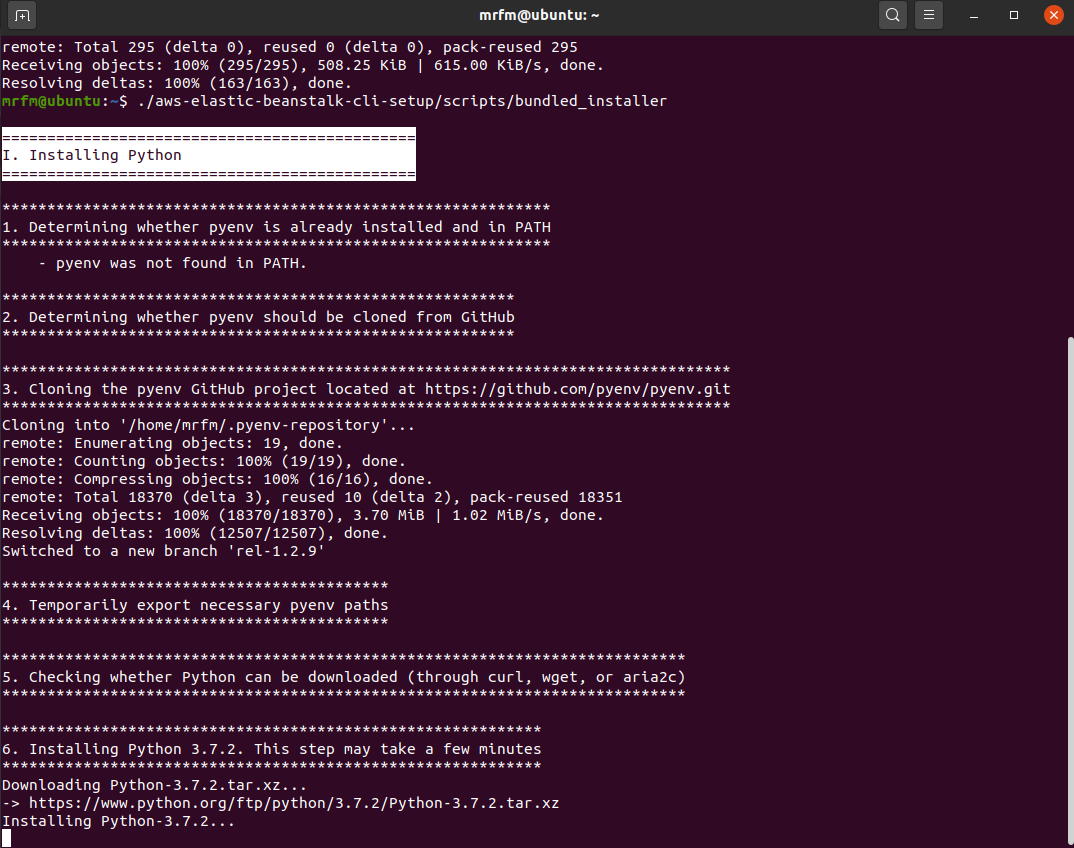 mrfm@ubuntu: ~
remote: Total 295 (delta 0), reused 0 (delta 0), pack-reused 295
Receiving objects: 100% (295/295), 508.25 KiB | 615.00 KiB/s, done.
Resolving deltas: 100% (163/163), done.
mrfm@ubuntu:~$ ./aws-elastic-beanstalk-cli-setup/scripts/bundled_installer
==============================================
I. Installing Python
==============================================
*************************************************************
1. Determining whether pyenv is already installed and in PATH
*************************************************************
    - pyenv was not found in PATH.
*********************************************************
2. Determining whether pyenv should be cloned from GitHub
*********************************************************
*********************************************************************************
3. Cloning the pyenv GitHub project located at https://github.com/pyenv/pyenv.git
*********************************************************************************
Cloning into '/home/mrfm/.pyenv-repository'...
remote: Enumerating objects: 19, done.
remote: Counting objects: 100% (19/19), done.
remote: Compressing objects: 100% (16/16), done.
remote: Total 18370 (delta 3), reused 10 (delta 2), pack-reused 18351
Receiving objects: 100% (18370/18370), 3.70 MiB | 1.02 MiB/s, done.
Resolving deltas: 100% (12507/12507), done.
Switched to a new branch 'rel-1.2.9'
*******************************************
4. Temporarily export necessary pyenv paths
*******************************************
****************************************************************************
5. Checking whether Python can be downloaded (through curl, wget, or aria2c)
****************************************************************************
************************************************************
6. Installing Python 3.7.2. This step may take a few minutes
************************************************************
Downloading Python-3.7.2.tar.xz...
-> https://www.python.org/ftp/python/3.7.2/Python-3.7.2.tar.xz
Installing Python-3.7.2...